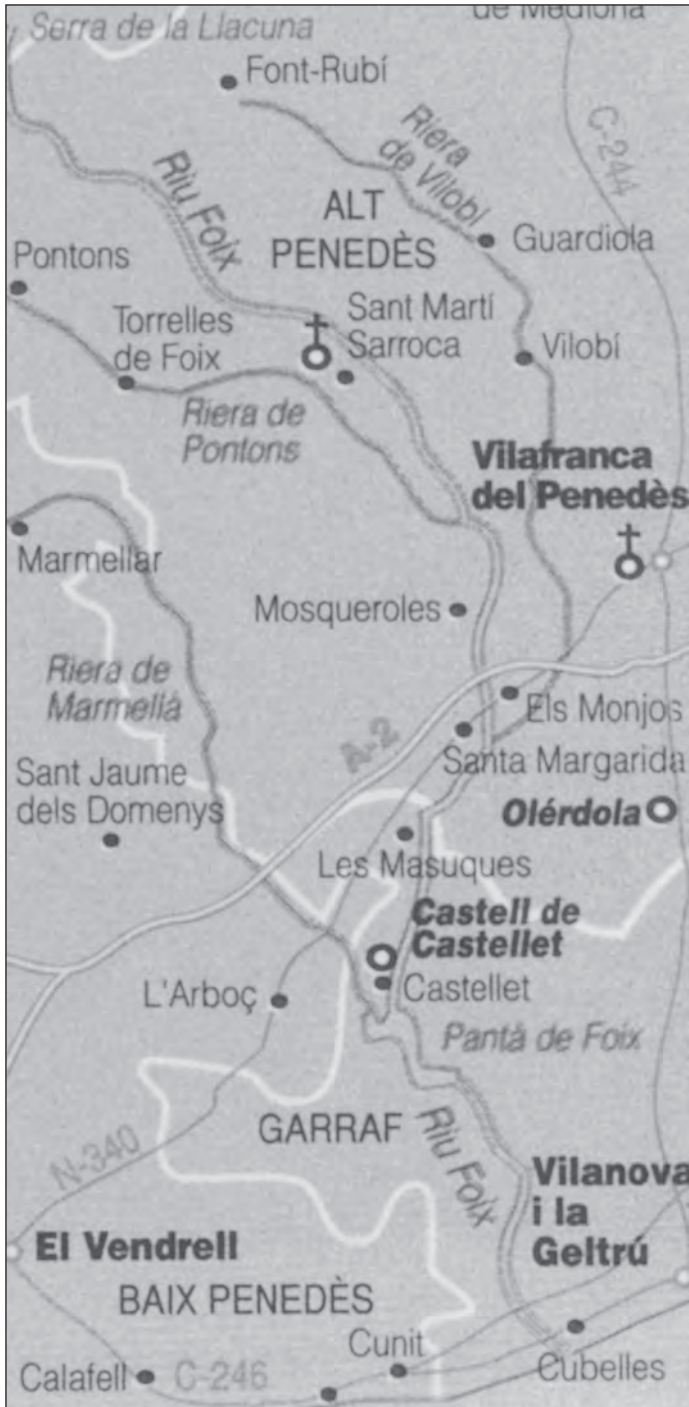 de Mediona
Serra de la Llacuna
Font-Rubí
Riera
de Vilobí
C-244
Riu Foix
ALT
PENEDÈS
Guardiola
Pontons
Torrelles
de Foix
Sant Martí
Sarroca
Vilobí
Riera de
Pontons
Vilafranca
del Penedès
Marmellar
Mosqueroles
Riera de
Marmellá
Els Monjos
A-2
Santa Margarida
Sant Jaume
dels Domenys
Olérdola
Les Masuques
Castell de
Castellet
L'Arboç
Castellet
Pantà de Foix
GARRAF
Riu Foix
N-340
Vilanova
i la
Geltrú
El Vendrell
BAIX PENEDÈS
Cunit
Cubelles
Calafell
C-246